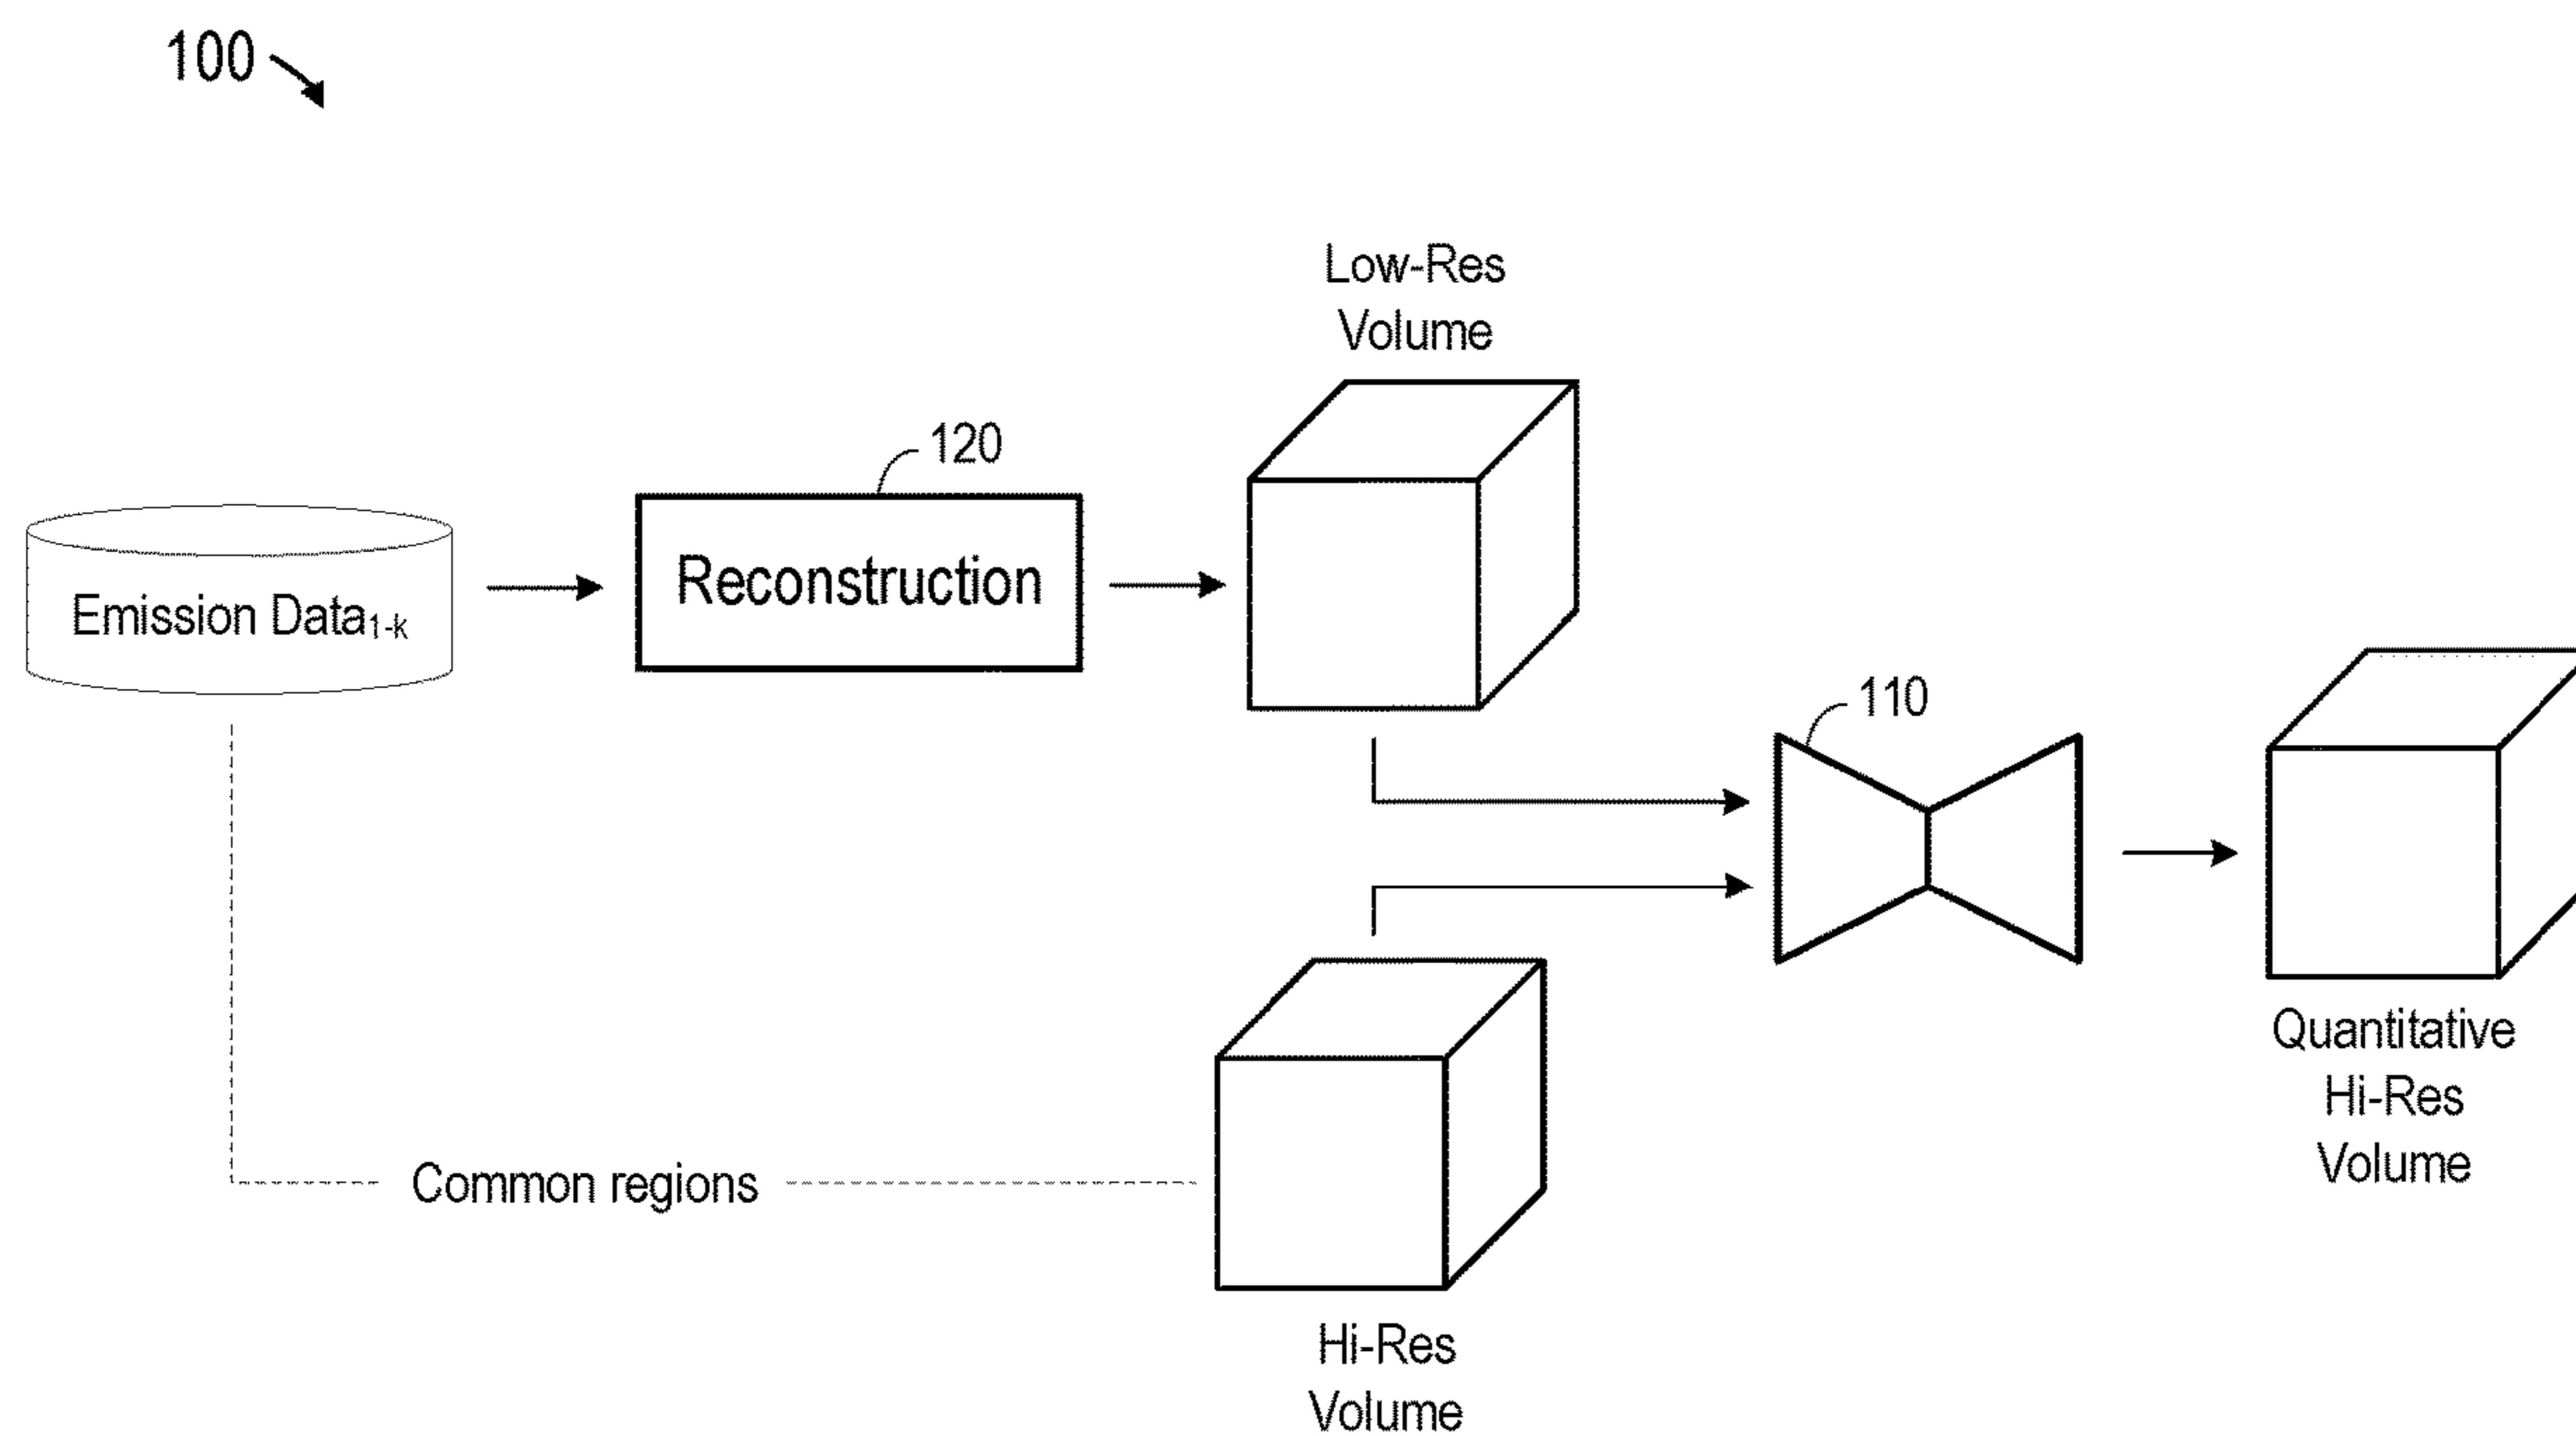 100
Low-Res
Volume
120
Emission Data1-k
Reconstruction
110
Quantitative
Hi-Res
Volume
Common regions
Hi-Res
Volume